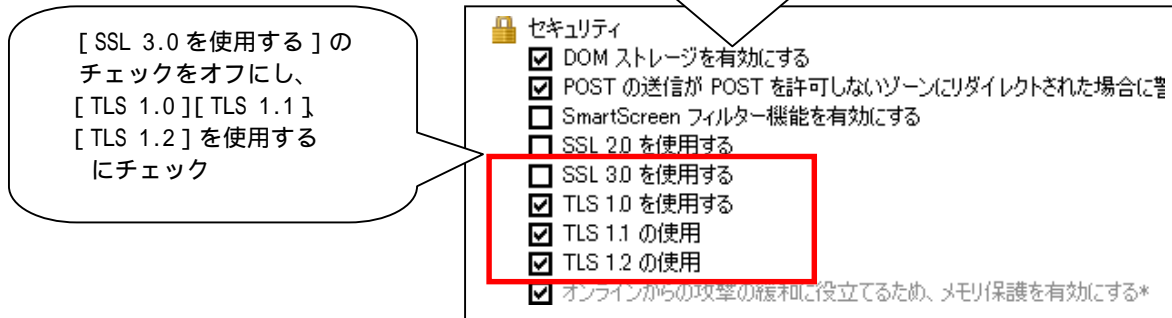 ［SSL 3.0 を使用する］の
チェックをオフにし、
［TLS 1.0］［TLS 1.1］、
［TLS 1.2］を使用する
にチェック
セキュリティ
DOM ストレージを有効にする
POST の送信が POST を許可しないゾーンにリダイレクトされた場合に警
SmartScreen フィルター機能を有効にする
SSL 2.0 を使用する
SSL 3.0 を使用する
TLS 1.0 を使用する
TLS 1.1 の使用
TLS 1.2 の使用
オンラインからの攻撃の緩和に役立てるため、メモリ保護を有効にする*